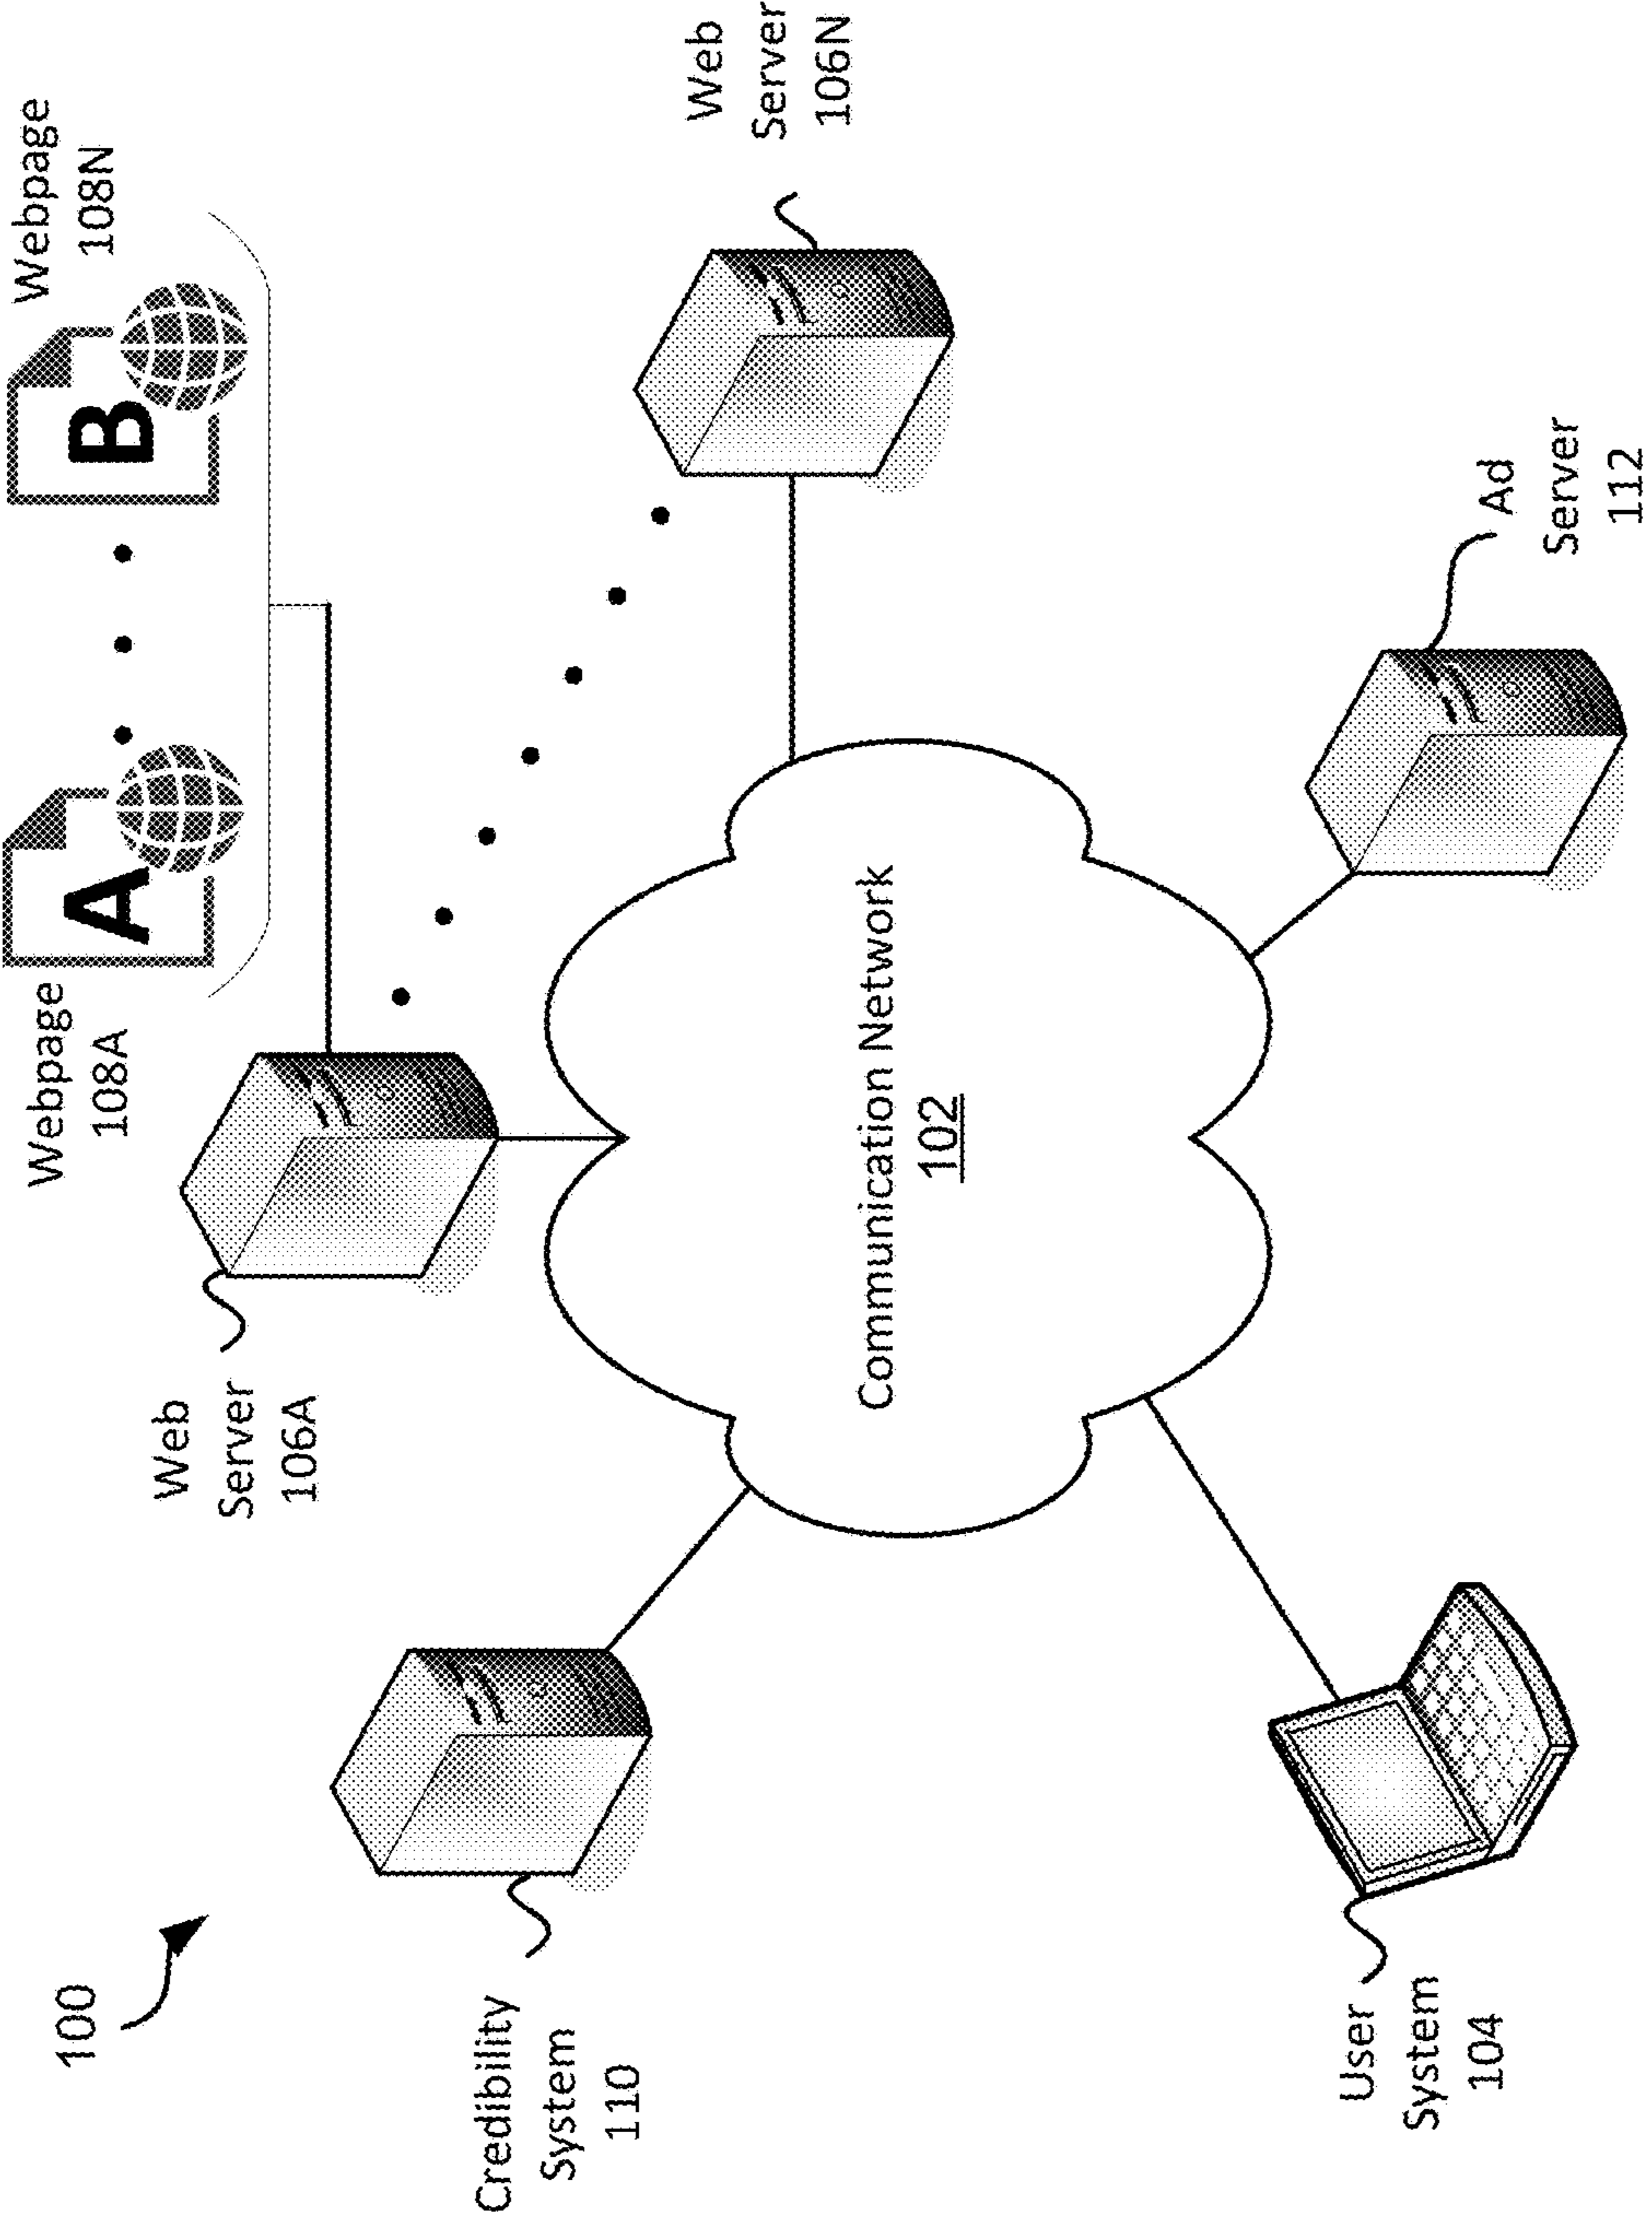 100
Webpage
108A
A
B
Webpage
108N
Web
Server
106A
Web
Server
106N
Credibility
System
110
Communication Network
102
User
System
104
Ad
Server
112